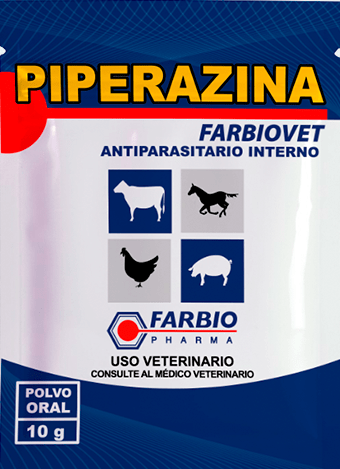 PIPERAZINA
FARBIOVET
ANTIPARASITARIO INTERNO
FARBIO
PHARMA
USO VETERINARIO
CONSULTE AL MÉDICO VETERINARIO
POLVO
ORAL
10 g